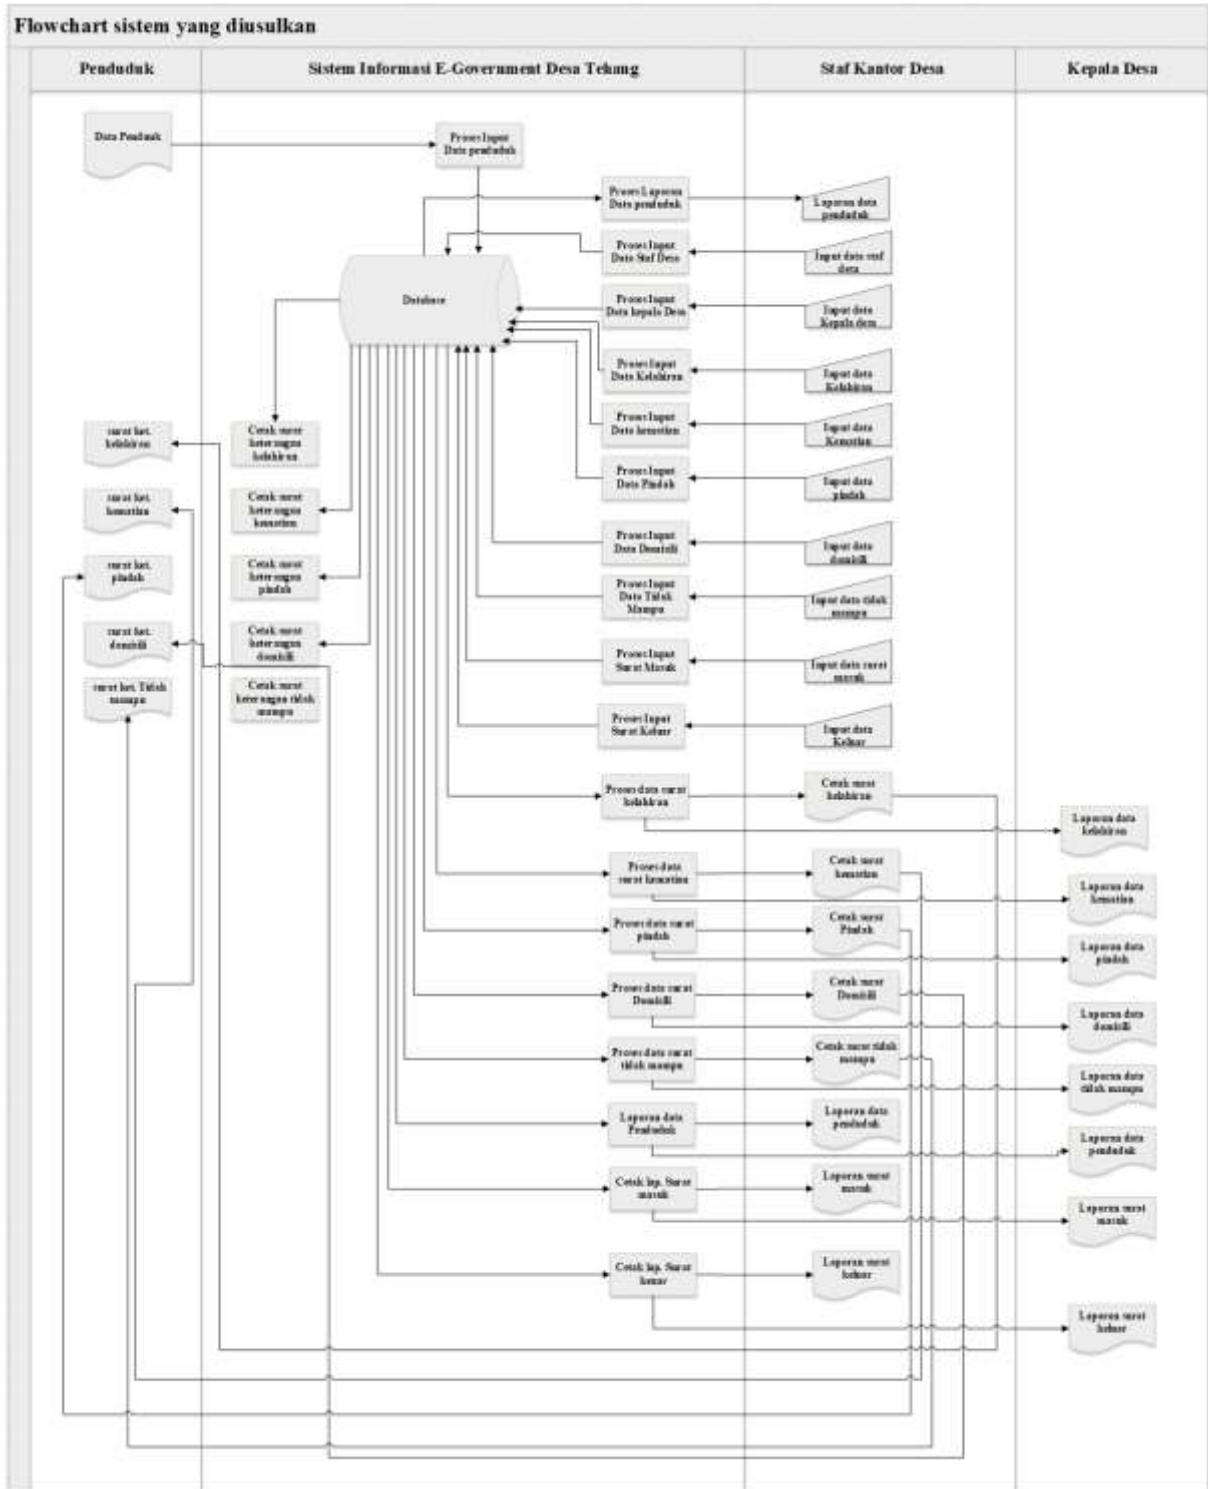 Flowchart sistem yang diusulkan
Penduduk
Sistem Informasi E-Government Desa Tehang
Staf Kantor Desa
Kepala Desa
Data Penduuk
Proses Input
Data penduduk
Proses Laporan
Data penduduk
Laporan data
penduduk
Proses Input
Data Staf Desa
Input data staf
desa
Database
Proses Input
Data kepala Desa
Input data
Kepala desa
Proses Input
Data Kelahiran
Input data
Kelahiran
Proses Input
Data kematian
Input data
Kematian
Proses Input
Data Pindah
Input data
pindah
Proses Input
Data Domisili
Input data
domisili
Proses Input
Data Tidak
Mampu
Input data tidak
mampu
Proses Input
Surat Masuk
Input data surat
masuk
Proses Input
Surat Keluar
Input data
Keluar
surat ket.
kelahiran
Cetak surat
keterangan
kelahiran
surat ket.
kematian
Cetak surat
keterangan
kematian
surat ket.
pindah
Cetak surat
keterangan
pindah
surat ket.
domisili
Cetak surat
keterangan
domisili
surat ket. Tidak
mampu
Cetak surat
keterangan tidak
mampu
Proses data surat
kelahiran
Cetak surat
kelahiran
Laporan data
kelahiran
Proses data
surat kematian
Cetak surat
kematian
Laporan data
kematian
Proses data surat
pindah
Cetak surat
Pindah
Laporan data
pindah
Proses data surat
Domisili
Cetak surat
Domisili
Laporan data
domisili
Proses data surat
tidak mampu
Cetak surat tidak
mampu
Laporan data
tidak mampu
Laporan data
Penduduk
Laporan data
penduduk
Laporan data
penduduk
Cetak lap. Surat
masuk
Laporan surat
masuk
Laporan surat
masuk
Cetak lap. Surat
keuar
Laporan surat
keluar
Laporan surat
keluar